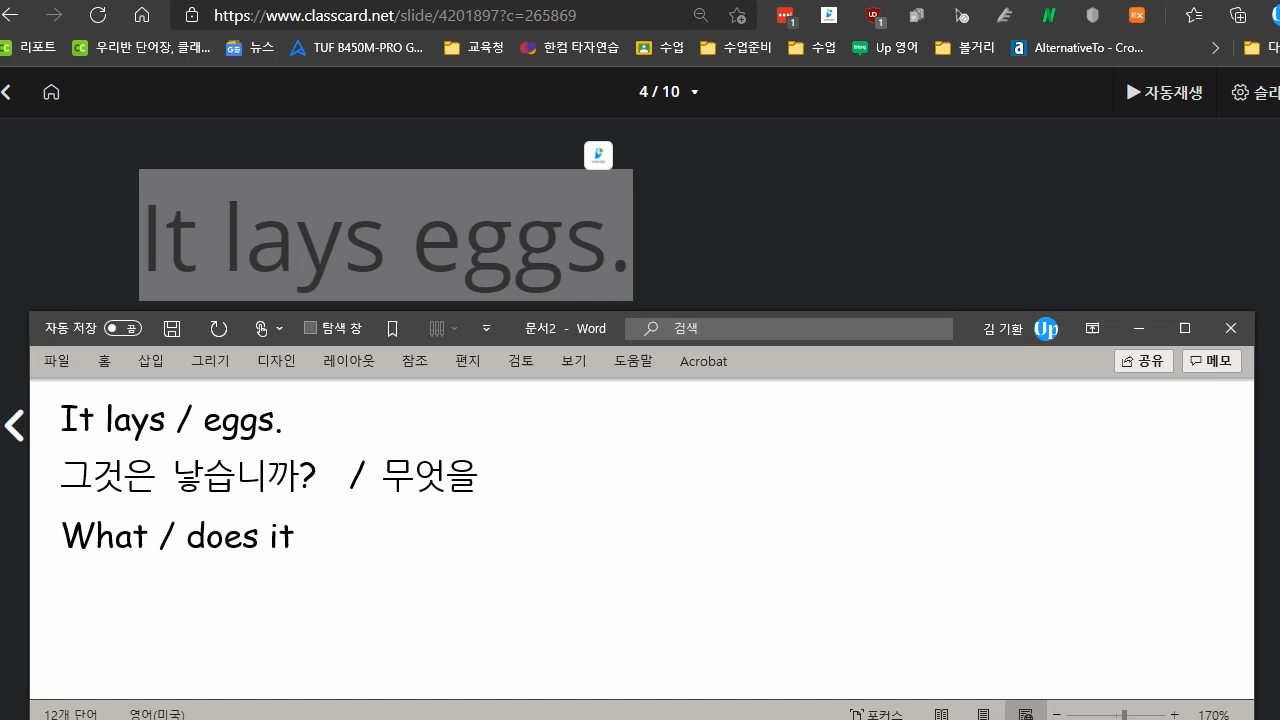 https://www.classcard.net/slide/4201897?c=265869
1
1
리포트 우리반 단어장, 클래... 뉴스 TUF B450M-PRO G... 교육청 한컴 타자연습 수업 수업준비 수업 Up 영어 볼거리 AlternativeTo - Cro... 다
4 / 10
자동재생
슬라
It lays eggs.
자동 저장 끔 탐색 창 문서2 - Word 검색 김 기환 Up
파일 홈 삽입 그리기 디자인 레이아웃 참조 편지 검토 보기 도움말 Acrobat 공유 메모
It lays / eggs.
그것은 낳습니까? / 무엇을
What / does it
12개 단어 영어(미국) 포커스 170%